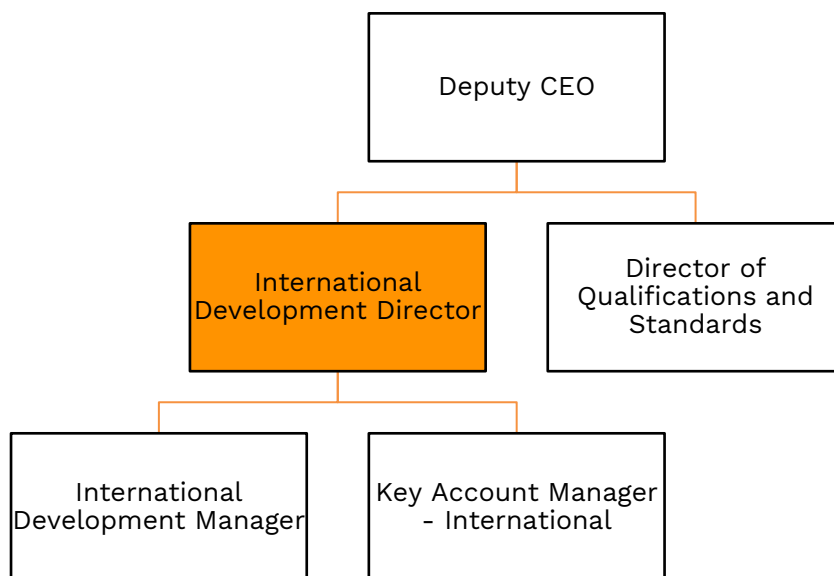 Deputy CEO
International
Development Director
Director of
Qualifications and
Standards
International
Development Manager
Key Account Manager
- International